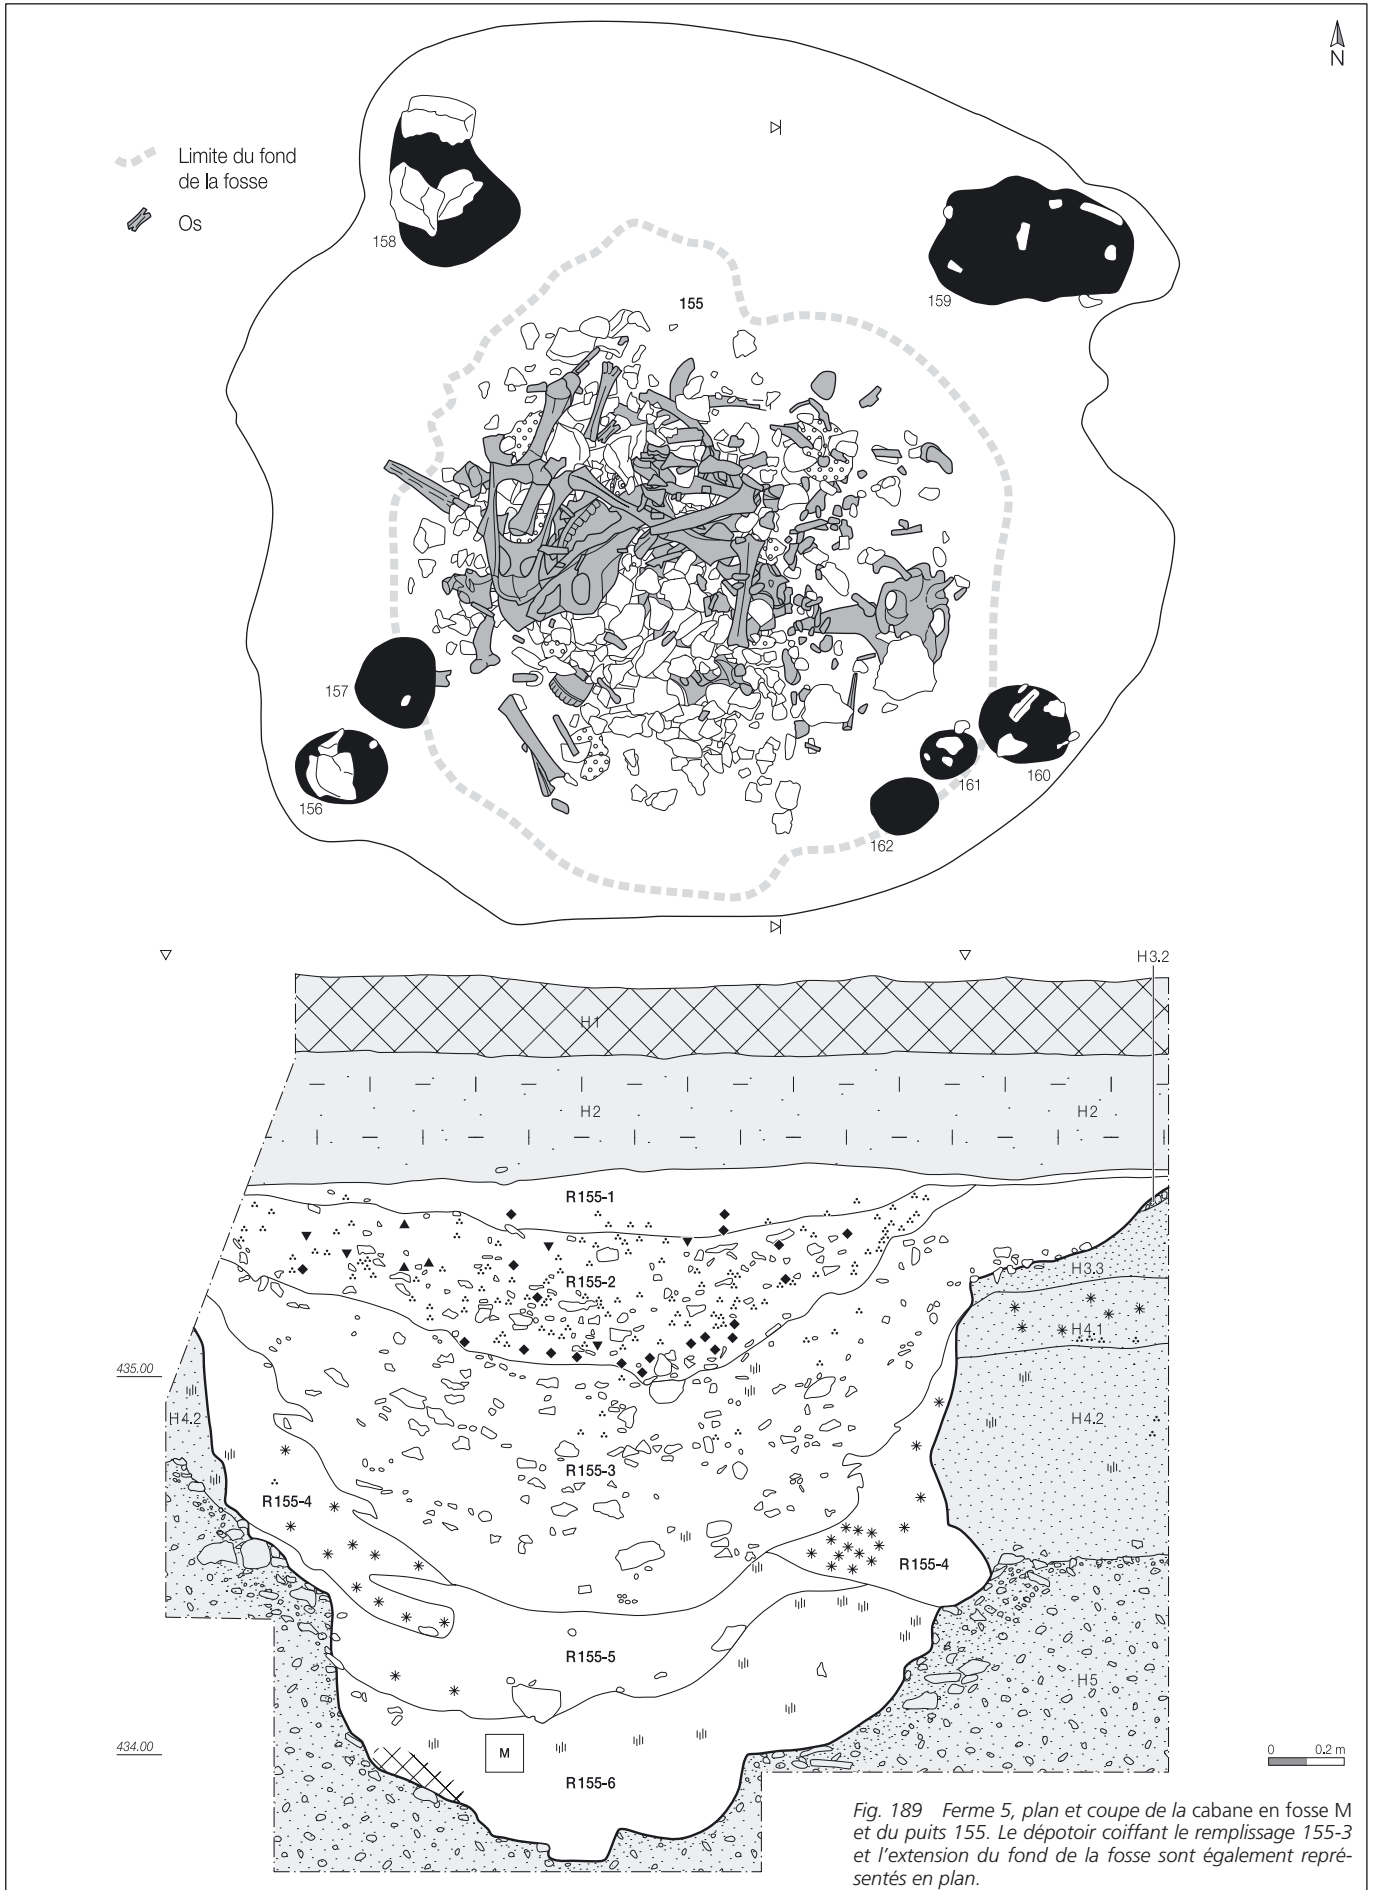 N
Limite du fond
de la fosse
Os
158
159
155
157
156
160
161
162
H3.2
H1
H2
H2
R155-1
R155-2
H3.3
H4.1
435.00
H4.2
H4.2
R155-3
R155-4
R155-4
R155-5
H5
434.00
M
R155-6
0 0.2 m
Fig. 189 Ferme 5, plan et coupe de la cabane en fosse M
et du puits 155. Le dépotoir coiffant le remplissage 155-3
et l'extension du fond de la fosse sont également repré-
sentés en plan.